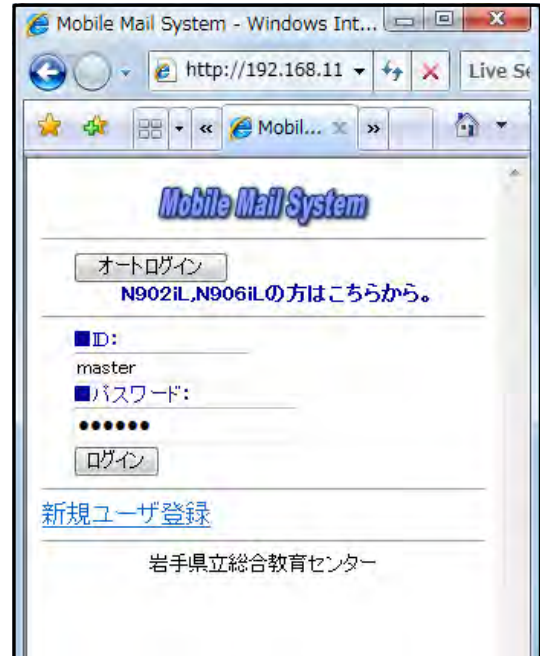 Mobile Mail System - Windows Int...
http://192.168.11
Live Se
Mobil...
Mobile Mail System
オートログイン
N902iL,N906iLの方はこちらから。
■ID:
master
■パスワード:
●●●●●●
ログイン
新規ユーザ登録
岩手県立総合教育センター